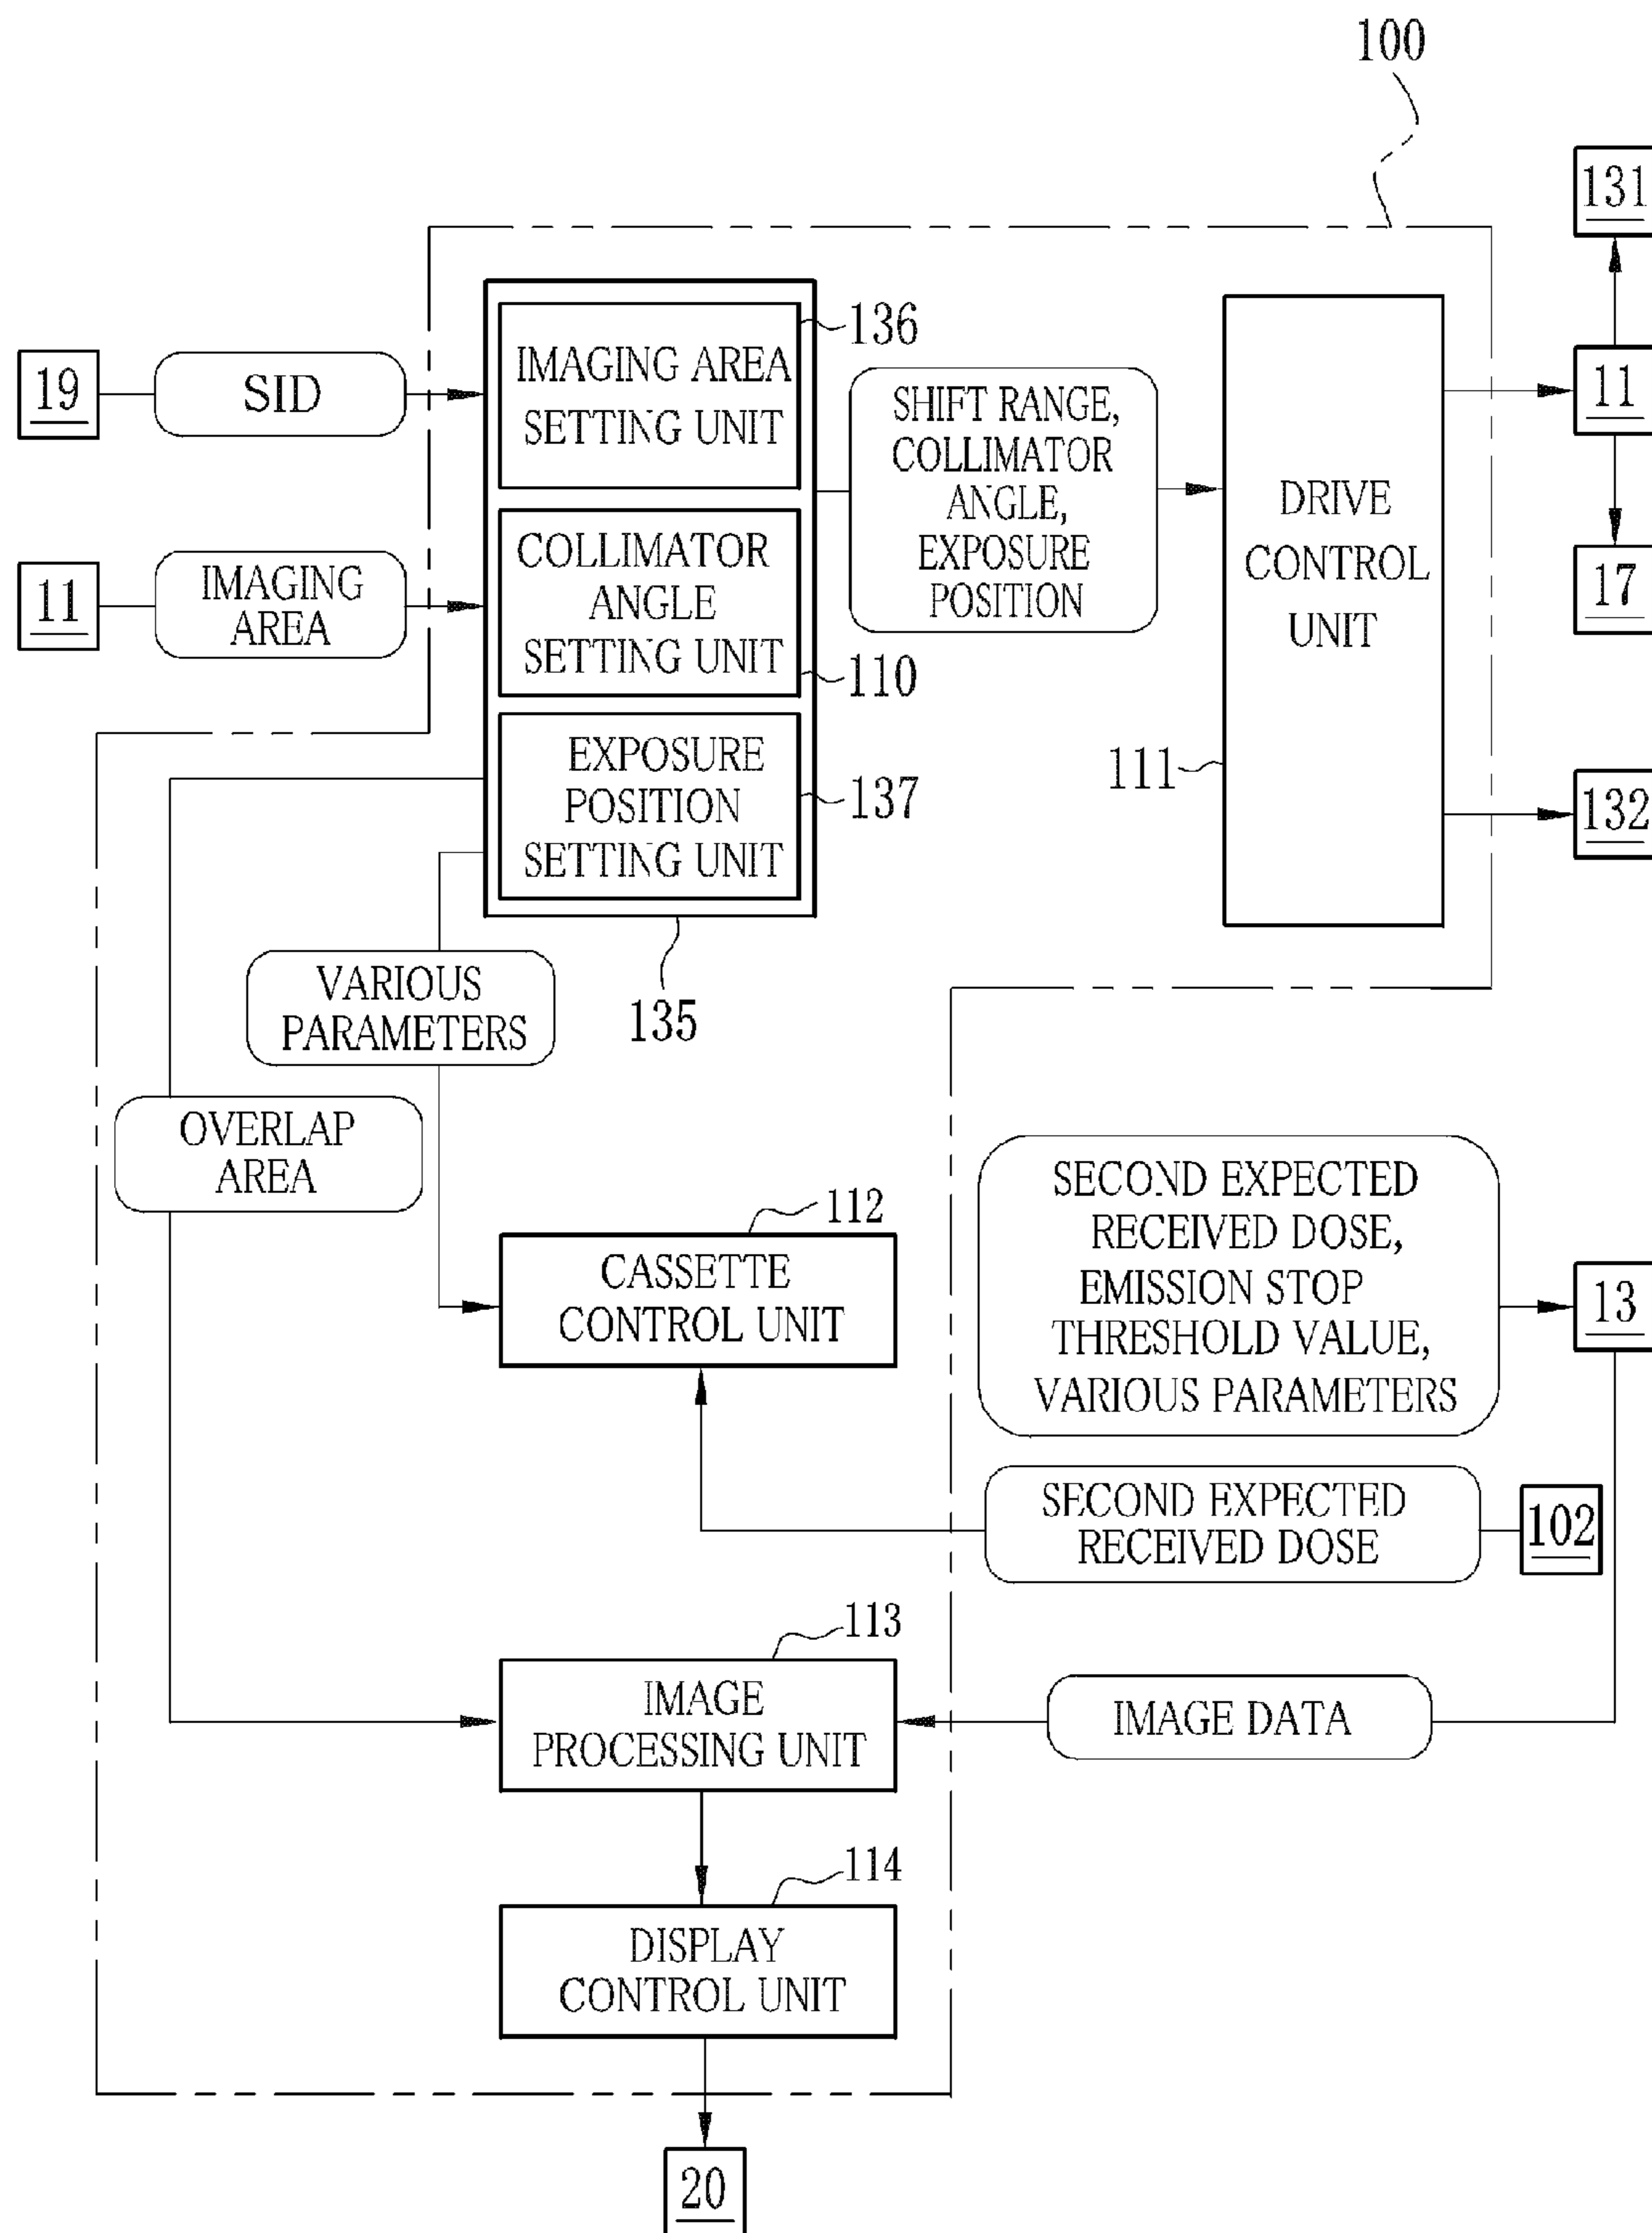 100
131
136
IMAGING AREA
SETTING UNIT
19
SID
SHIFT RANGE,
COLLIMATOR
ANGLE,
EXPOSURE
POSITION
11
DRIVE
CONTROL
UNIT
11
IMAGING
AREA
COLLIMATOR
ANGLE
SETTING UNIT
110
17
EXPOSURE
POSITION
SETTING UNIT
137
111
132
VARIOUS
PARAMETERS
135
OVERLAP
AREA
112
CASSETTE
CONTROL UNIT
SECOND EXPECTED
RECEIVED DOSE,
EMISSION STOP
THRESHOLD VALUE,
VARIOUS PARAMETERS
13
SECOND EXPECTED
RECEIVED DOSE
102
113
IMAGE
PROCESSING UNIT
IMAGE DATA
114
DISPLAY
CONTROL UNIT
20